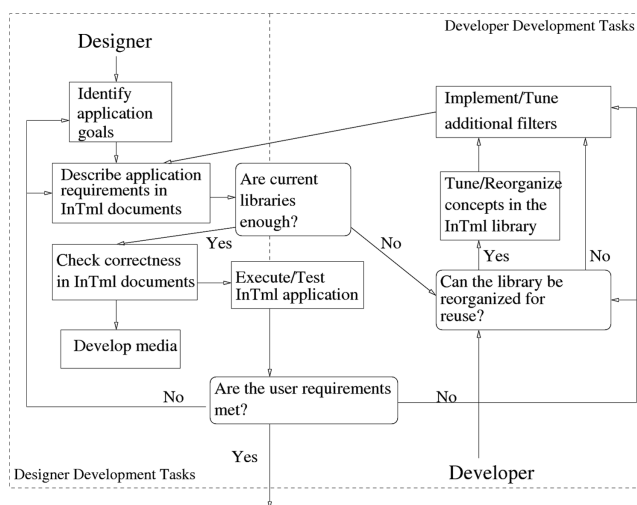 Developer Development Tasks
Designer
Identify
application
goals
Implement/Tune
additional filters
Describe application
requirements in
InTml documents
Are current
libraries
enough?
Tune/Reorganize
concepts in the
InTml library
Yes
No
Yes
No
Check correctness
in InTml documents
Execute/Test
InTml application
Can the library be
reorganized for
reuse?
Develop media
Are the user requirements
met?
No
No
Yes
Developer
Designer Development Tasks